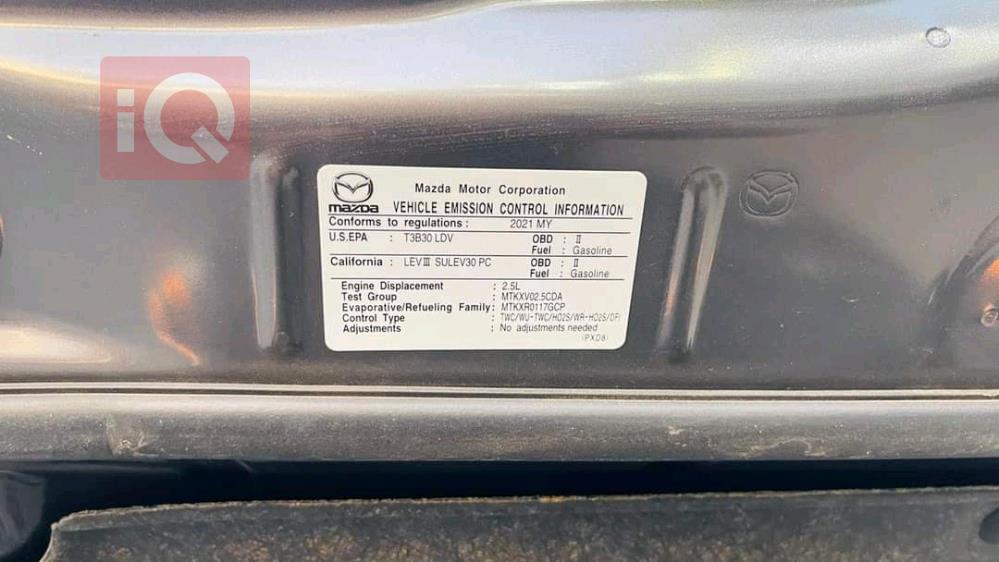 iQ
Mazda Motor Corporation
mazda VEHICLE EMISSION CONTROL INFORMATION
Conforms to regulations : 2021 MY
U.S.EPA : T3B30 LDV OBD : II
Fuel : Gasoline
California : LEVⅢ SULEV30 PC OBD : II
Fuel : Gasoline
Engine Displacement : 2.5L
Test Group : MTKXV02.5CDA
Evaporative/Refueling Family: MTKXR0117GCP
Control Type : TWC/WU-TWC/HO2S/WR-HO2S/DFI
Adjustments : No adjustments needed
(PXD8)